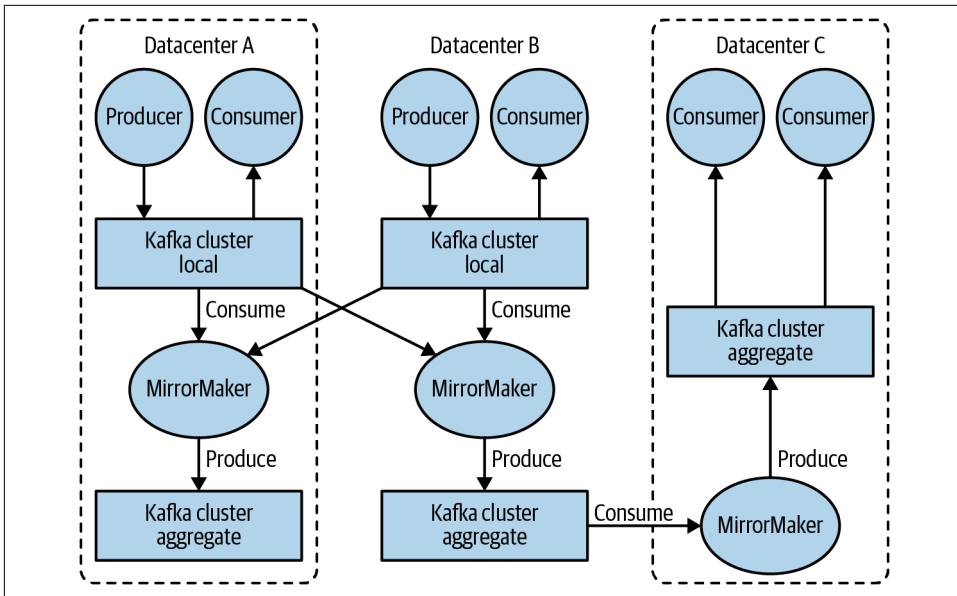 Datacenter A
Datacenter B
Datacenter C
Producer
Consumer
Producer
Consumer
Consumer
Consumer
Kafka cluster
local
Kafka cluster
local
Consume
Consume
Kafka cluster
aggregate
MirrorMaker
MirrorMaker
Produce
Produce
Produce
Kafka cluster
aggregate
Kafka cluster
aggregate
Consume
MirrorMaker